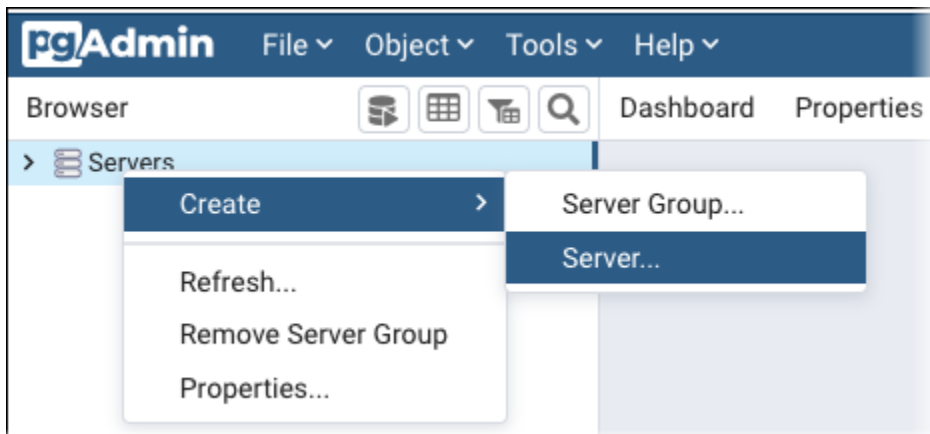 pgAdmin File Object Tools Help
Browser Dashboard Properties
Servers
Create Server Group...
Server...
Refresh...
Remove Server Group
Properties...